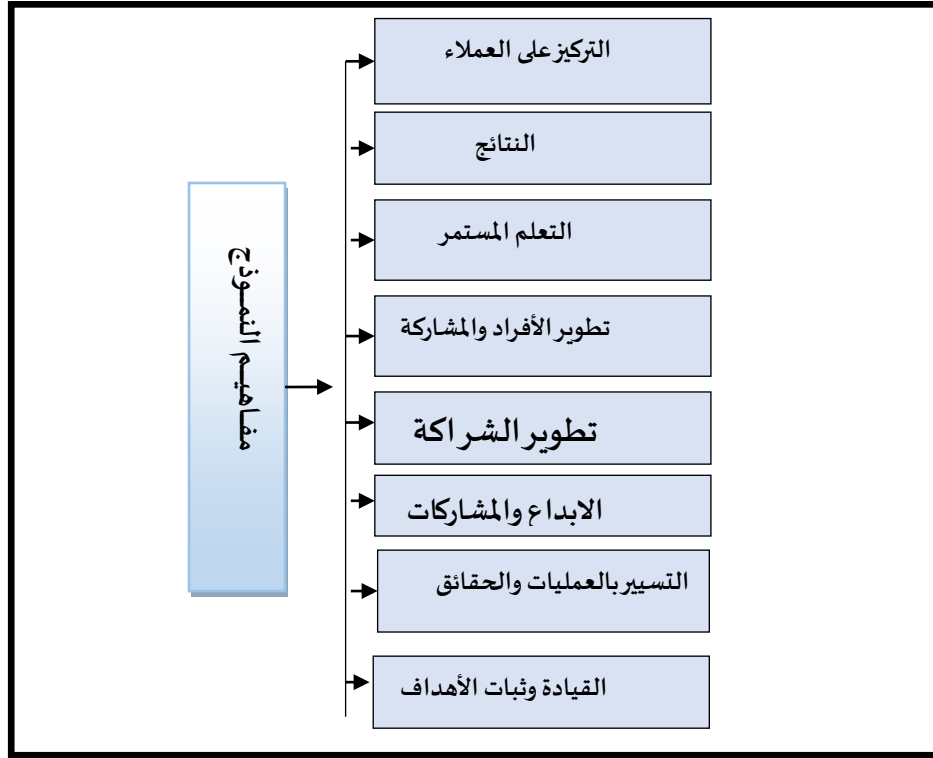 مفاهيم النموذج
التركيز على العملاء
النتائج
التعلم المستمر
تطوير الأفراد والمشاركة
تطوير الشراكة
الابداع والمشاركات
التسيير بالعمليات والحقائق
القيادة وثبات الأهداف